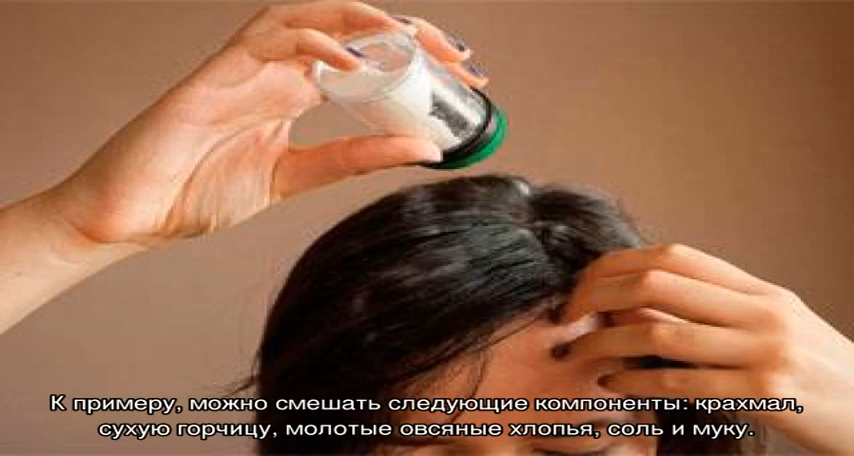 К примеру, можно смешать следующие компоненты: крахмал,
сухую горчицу, молотые овсяные хлопья, соль и муку.